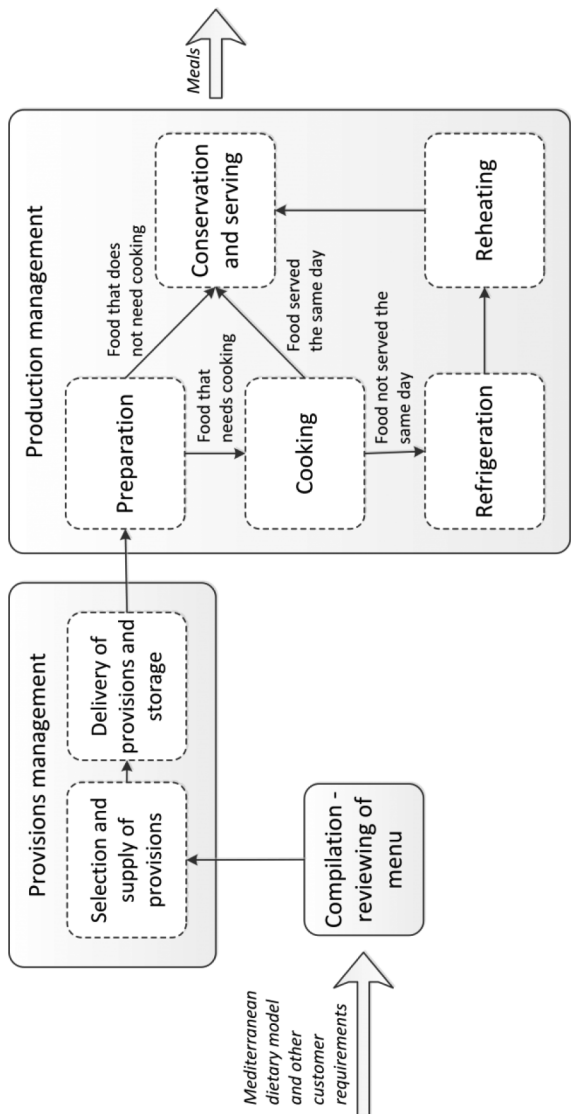 Mediterranean
dietary model
and other
customer
requirements
Compilation -
reviewing of
menu
Provisions management
Selection and
supply of
provisions
Delivery of
provisions and
storage
Production management
Preparation
Food that does
not need cooking
Food that
needs cooking
Cooking
Food served
the same day
Food not served the
same day
Refrigeration
Reheating
Conservation
and serving
Meals